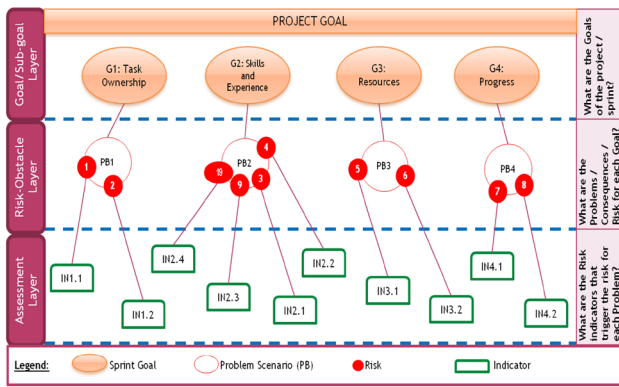 PROJECT GOAL
Goal/Sub-goal
Layer
G1: Task
Ownership
G2: Skills
and
Experience
G3:
Resources
G4:
Progress
What are the Goals
of the project /
sprint?
Risk-Obstacle
Layer
1
PB1
2
4
PB2
19
9
3
5
PB3
6
PB4
7
8
What are the
Problems /
Consequences /
Risk for each Goal?
Assessment
Layer
IN1.1
IN1.2
IN2.4
IN2.3
IN2.1
IN2.2
IN3.1
IN3.2
IN4.1
IN4.2
What are the Risk
indicators that
trigger the risk for
each Problem?
Legend:
Sprint Goal
Problem Scenario (PB)
Risk
Indicator